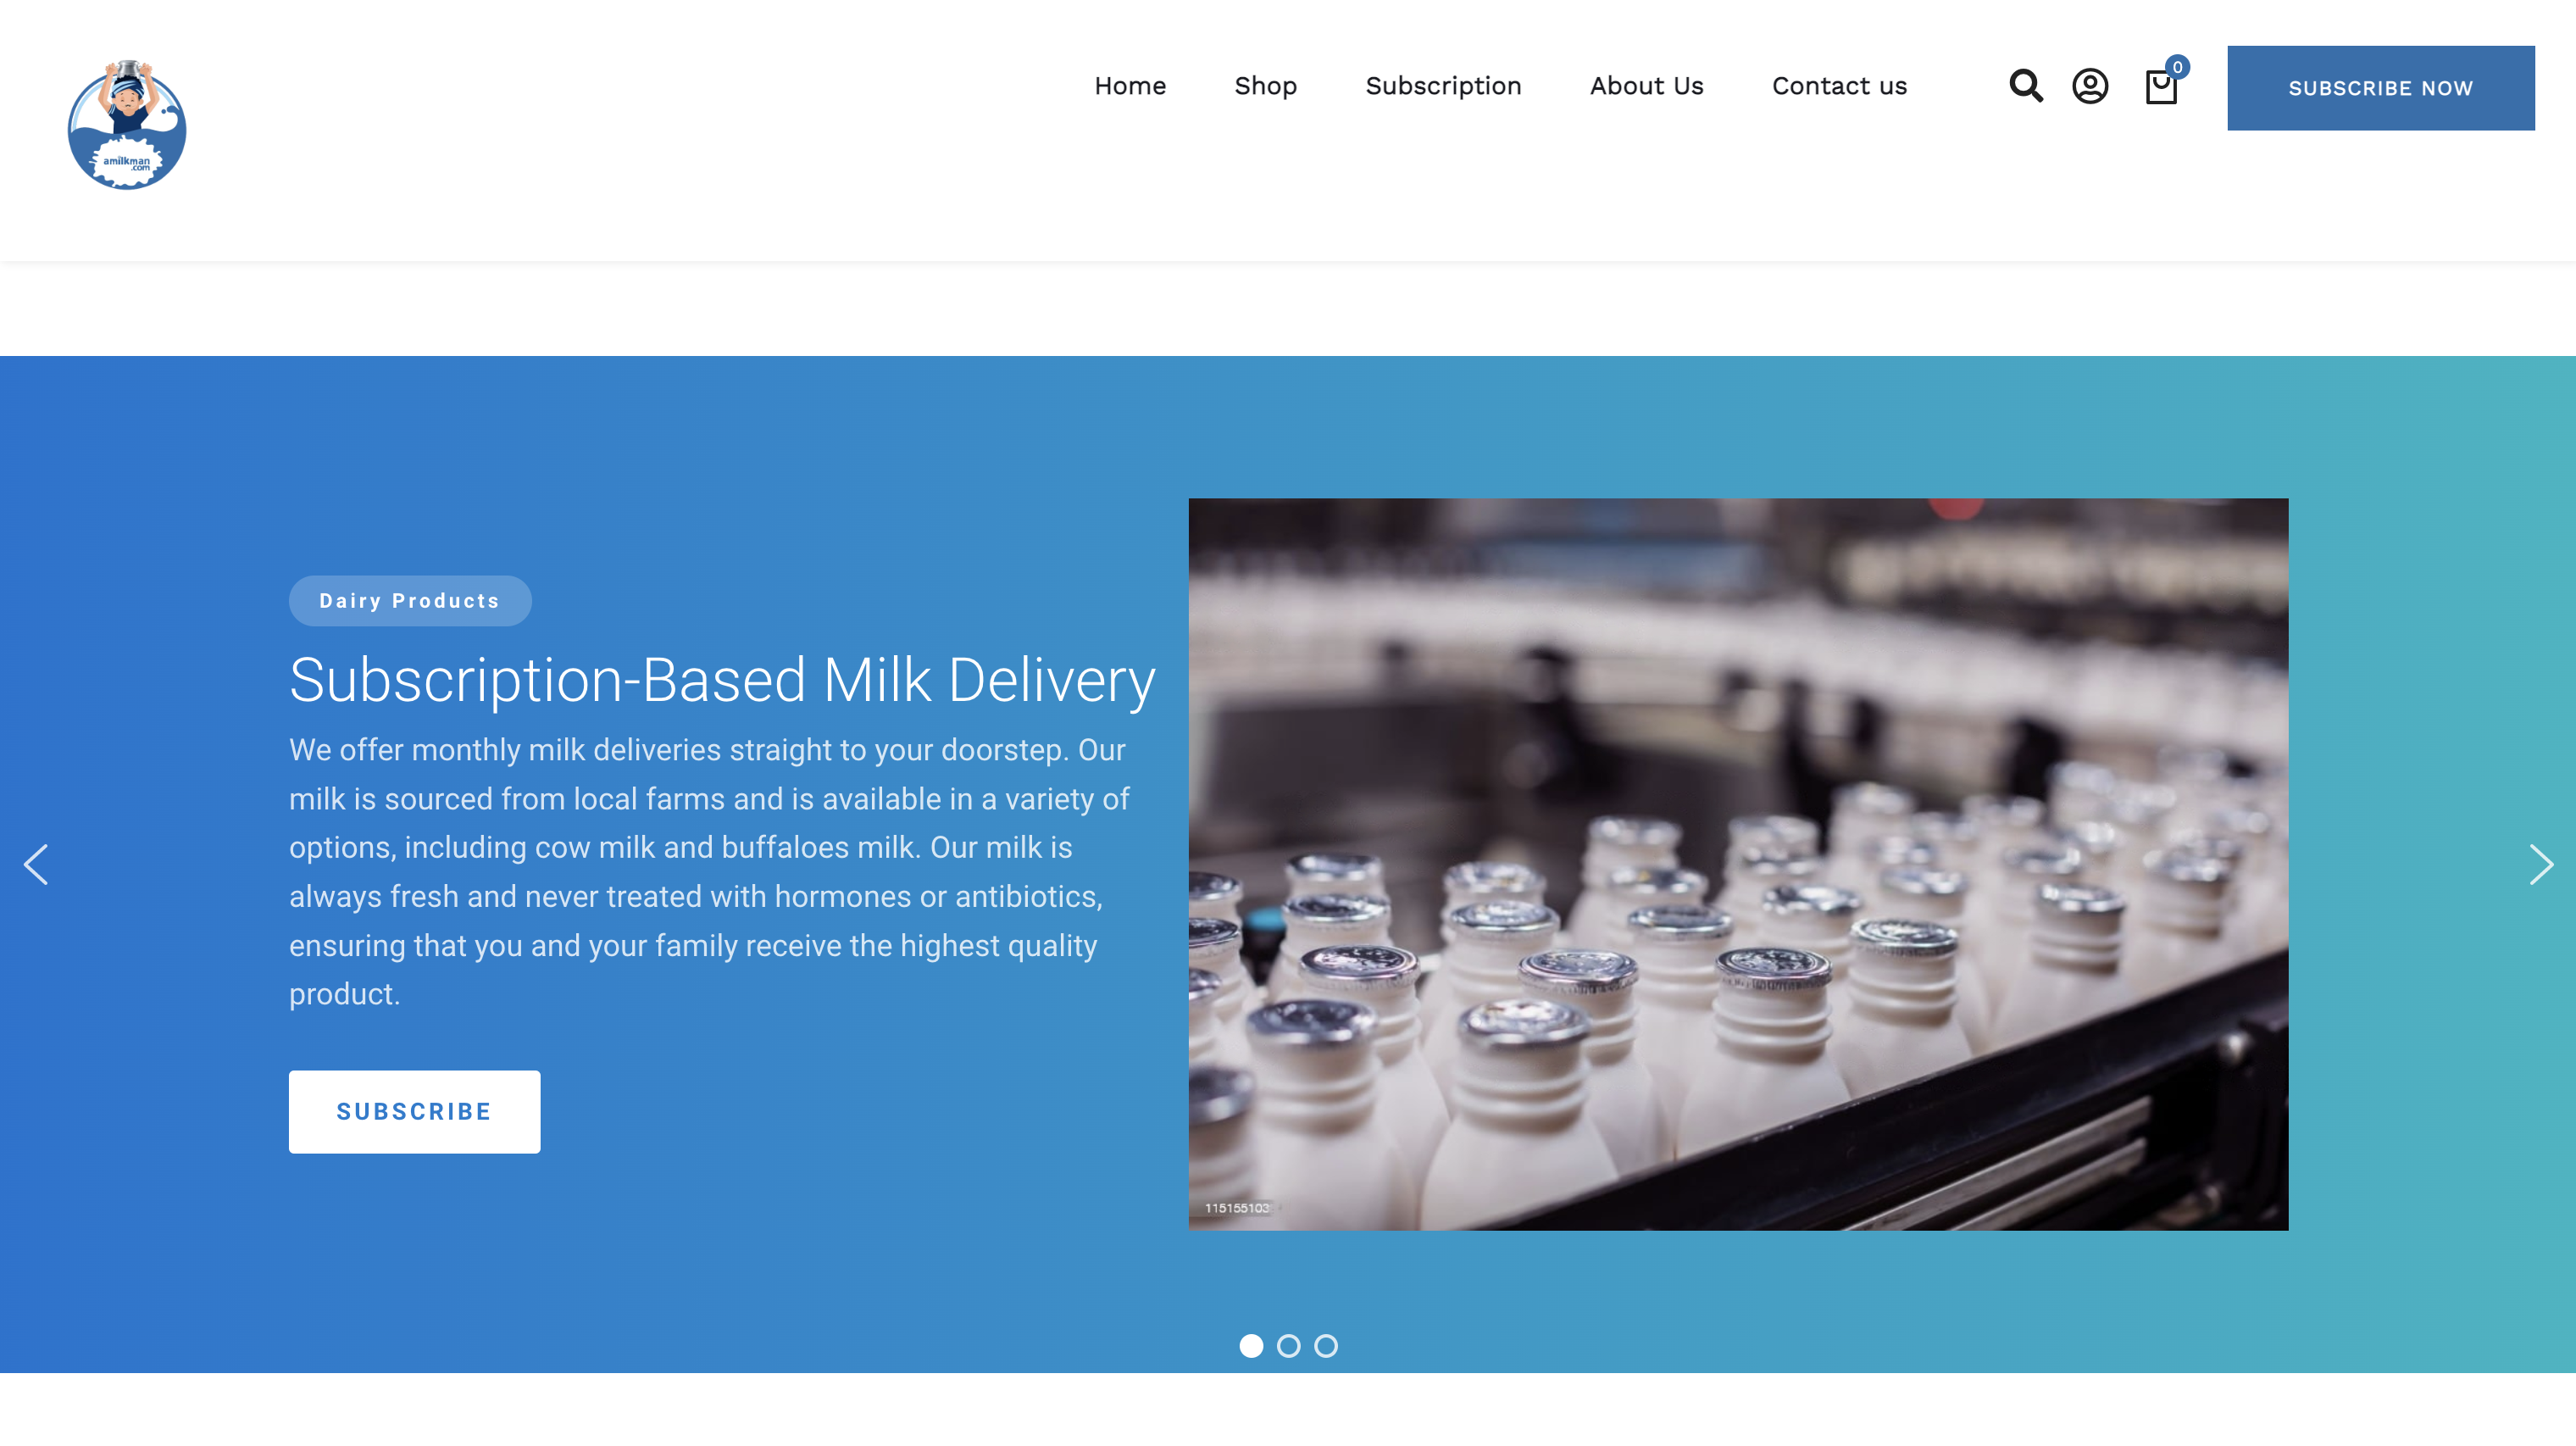 amilkman
.com
Home
Shop
Subscription
About Us
Contact us
0
SUBSCRIBE NOW
Dairy Products
Subscription-Based Milk Delivery
We offer monthly milk deliveries straight to your doorstep. Our
milk is sourced from local farms and is available in a variety of
options, including cow milk and buffaloes milk. Our milk is
always fresh and never treated with hormones or antibiotics,
ensuring that you and your family receive the highest quality
product.
SUBSCRIBE
115155103